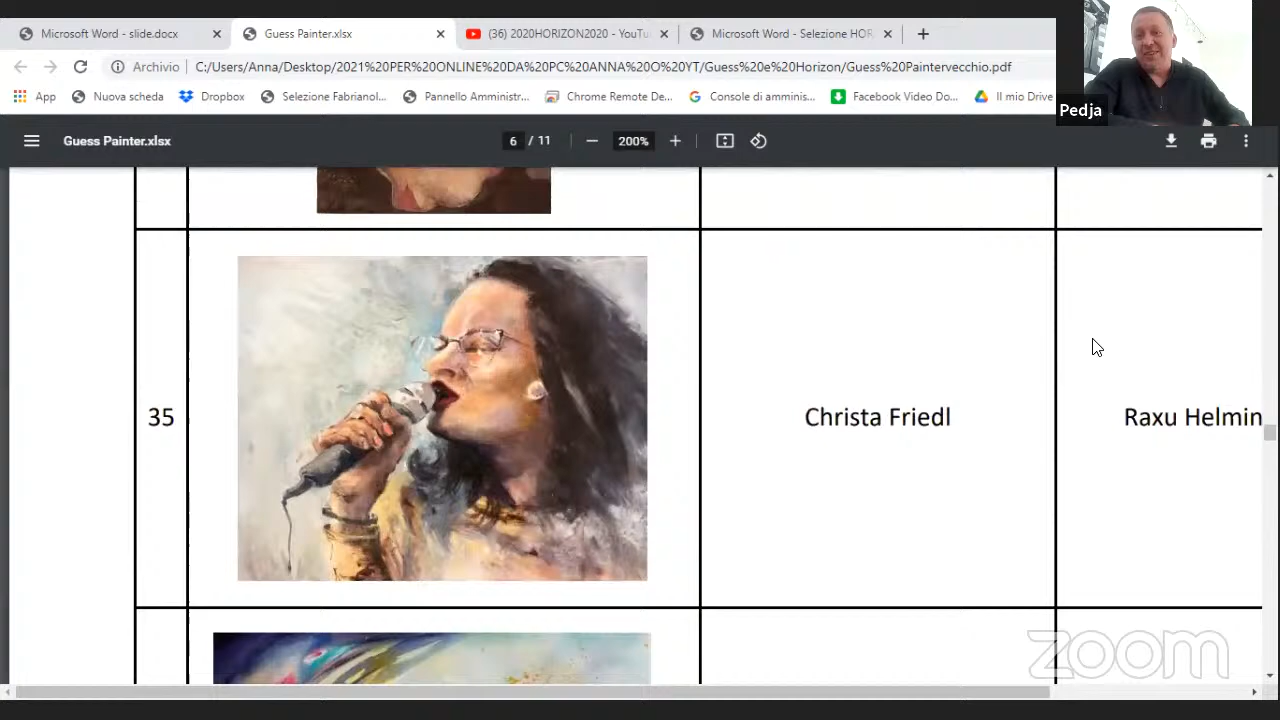 Microsoft Word - slide.docx
Guess Painter.xlsx
(36) 2020HORIZON2020 - YouTu
Microsoft Word - Selezione HOR
Archivio
C:/Users/Anna/Desktop/2021%20PER%20ONLINE%20DA%20PC%20ANNA%20O%20YT/Guess%20e%20Horizon/Guess%20Paintervecchio.pdf
App
Nuova scheda
Dropbox
Selezione Fabrianol...
Pannello Amministr...
Chrome Remote De...
Console di amminis...
Facebook Video Do...
Il mio Drive
Pedja
Guess Painter.xlsx
6 / 11
200%
35
Christa Friedl
Raxu Helmin
zoom